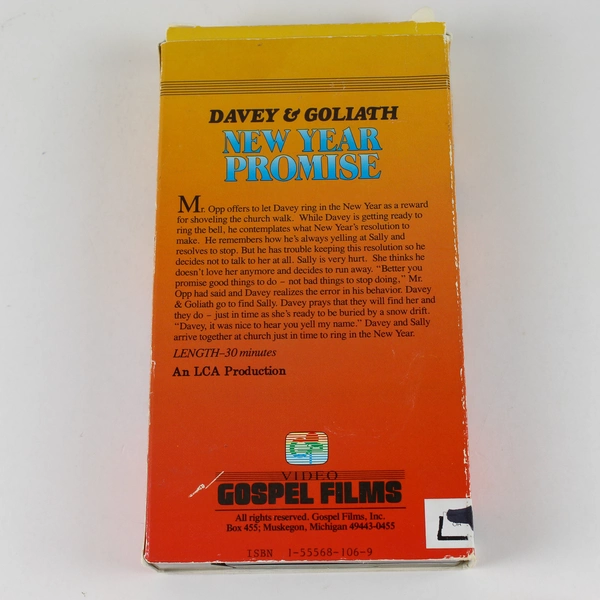 DAVEY & GOLIATH
NEW YEAR
PROMISE
Mr. Opp offers to let Davey ring in the New Year as a reward
for shoveling the church walk. While Davey is getting ready to
ring the bell, he contemplates what New Year's resolution to
make. He remembers how he's always yelling at Sally and
resolves to stop. But he has trouble keeping this resolution so he
decides not to talk to her at all. Sally is very hurt. She thinks he
doesn't love her anymore and decides to run away. "Better you
promise good things to do – not bad things to stop doing," Mr.
Opp had said and Davey realizes the error in his behavior. Davey
& Goliath go to find Sally. Davey prays that they will find her and
they do – just in time as she's ready to be buried by a snow drift.
"Davey, it was nice to hear you yell my name." Davey and Sally
arrive together at church just in time to ring in the New Year.
LENGTH–30 minutes
An LCA Production
VIDEO
GOSPEL FILMS
All rights reserved. Gospel Films, Inc.
Box 455; Muskegon, Michigan 49443-0455
ISBN 1-55568-106-9